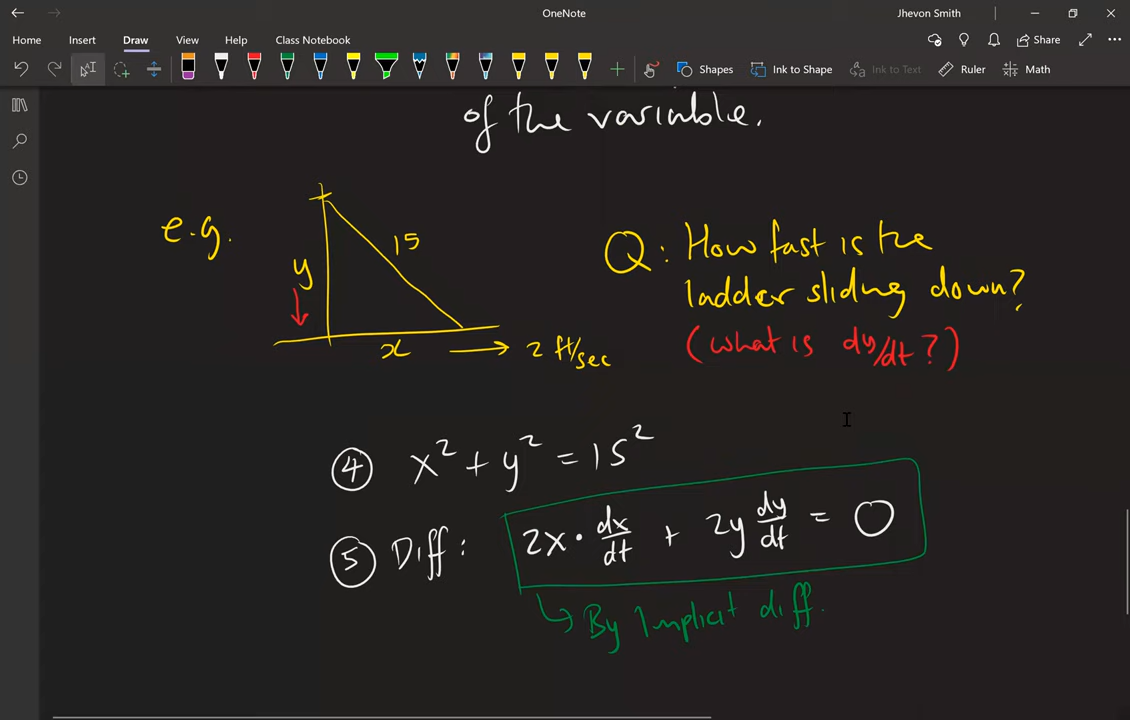 OneNote
Jhevon Smith
Home Insert Draw View Help Class Notebook
Share
Shapes Ink to Shape Ink to Text Ruler Math
of the variable.
e.g.
15
y
x
2 ft/sec
Q: How fast is the
ladder sliding down?
(what is dy/dt?)
④ x² + y² = 15²
⑤ Diff: 2x · dx/dt + 2y dy/dt = 0
By Implicit diff.